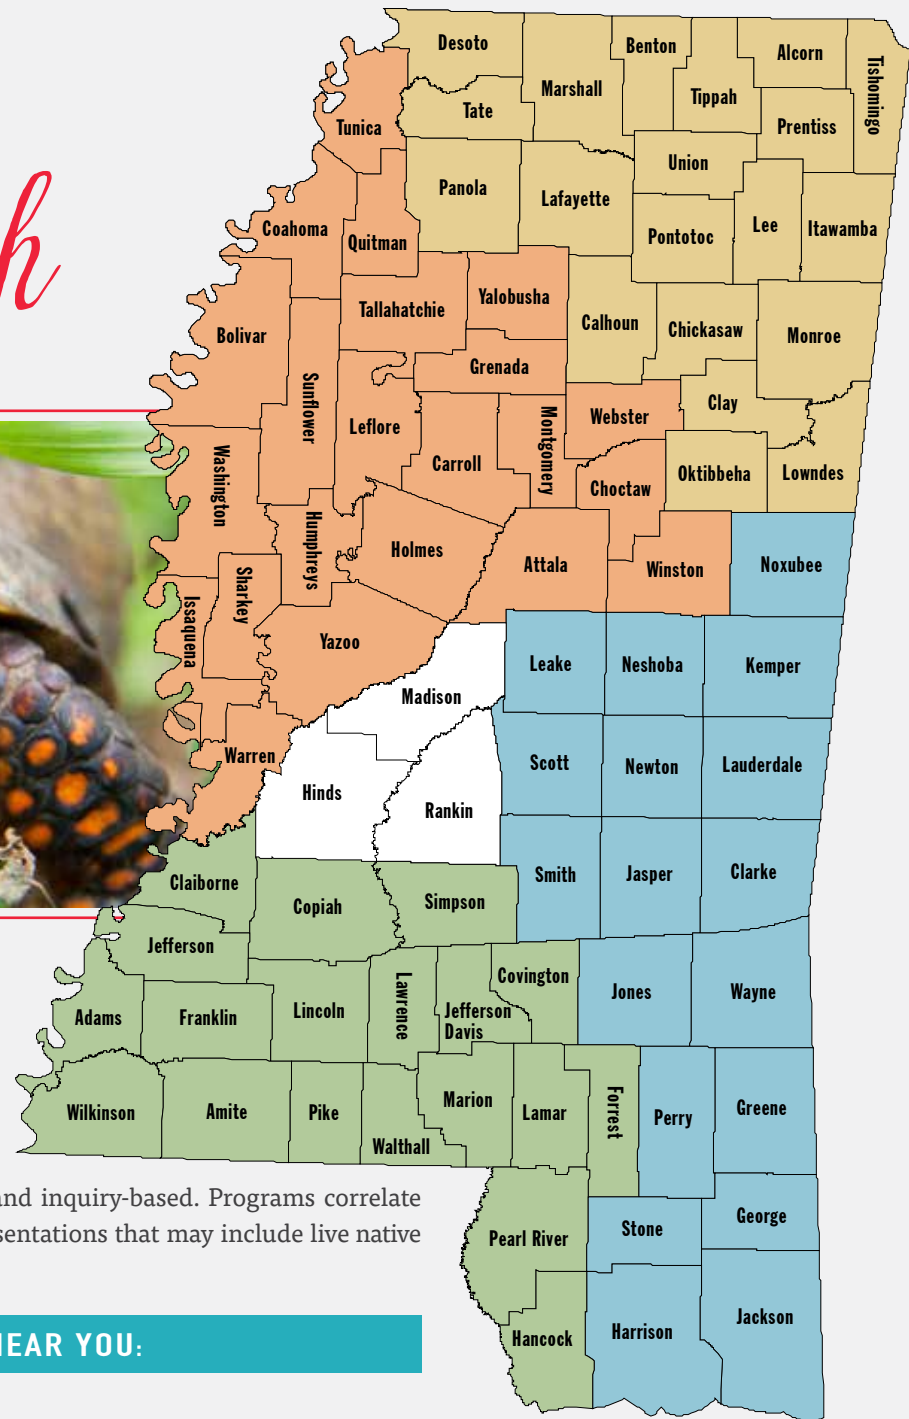 h
Desoto
Benton
Alcorn
Tishomingo
Marshall
Tippah
Tate
Tunica
Prentiss
Union
Panola
Lafayette
Coahoma
Quitman
Pontotoc
Lee
Itawamba
Tallahatchie
Yalobusha
Bolivar
Calhoun
Chickasaw
Monroe
Grenada
Sunflower
Leflore
Webster
Clay
Montgomery
Carroll
Washington
Choctaw
Oktibbeha
Lowndes
Humphreys
Holmes
Attala
Winston
Noxubee
Sharkey
Issaquena
Yazoo
Leake
Neshoba
Kemper
Madison
Warren
Hinds
Rankin
Scott
Newton
Lauderdale
Claiborne
Copiah
Simpson
Smith
Jasper
Clarke
Jefferson
Covington
Adams
Franklin
Lincoln
Lawrence
Jefferson
Davis
Jones
Wayne
Wilkinson
Amite
Pike
Walthall
Marion
Lamar
Forrest
Perry
Greene
and inquiry-based. Programs correlate
sentations that may include live native
Pearl River
Stone
George
NEAR YOU:
Hancock
Harrison
Jackson